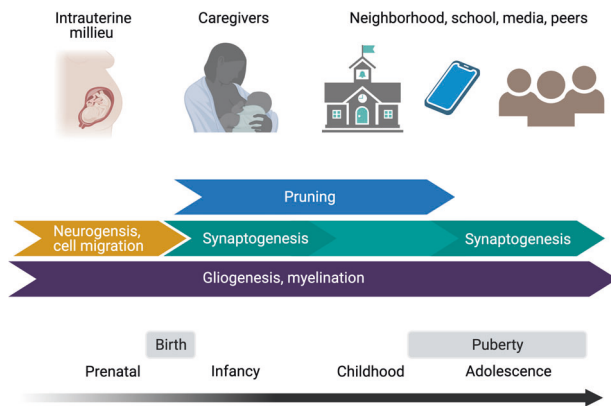 Intrauterine
millieu
Caregivers
Neighborhood, school, media, peers
Pruning
Neurogensis,
cell migration
Synaptogenesis
Synaptogenesis
Gliogenesis, myelination
Birth
Puberty
Prenatal
Infancy
Childhood
Adolescence